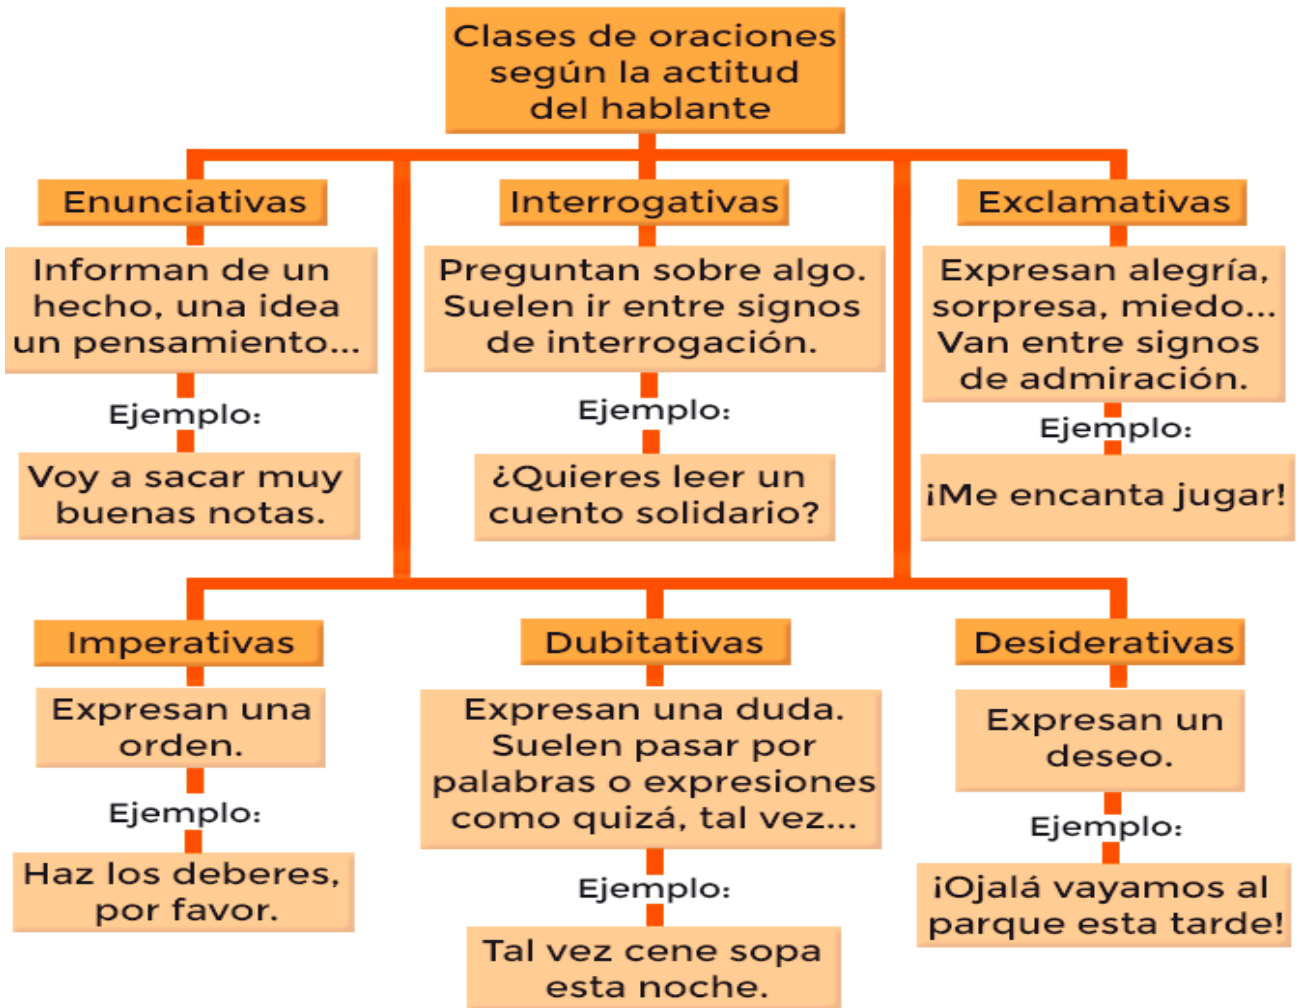 Clases de oraciones
según la actitud
del hablante
Enunciativas
Informan de un
hecho, una idea
un pensamiento...
Ejemplo:
Voy a sacar muy
buenas notas.
Interrogativas
Preguntan sobre algo.
Suelen ir entre signos
de interrogación.
Ejemplo:
¿Quieres leer un
cuento solidario?
Exclamativas
Expresan alegría,
sorpresa, miedo...
Van entre signos
de admiración.
Ejemplo:
¡Me encanta jugar!
Imperativas
Expresan una
orden.
Ejemplo:
Haz los deberes,
por favor.
Dubitativas
Expresan una duda.
Suelen pasar por
palabras o expresiones
como quizá, tal vez...
Ejemplo:
Tal vez cene sopa
esta noche.
Desiderativas
Expresan un
deseo.
Ejemplo:
¡Ojalá vayamos al
parque esta tarde!